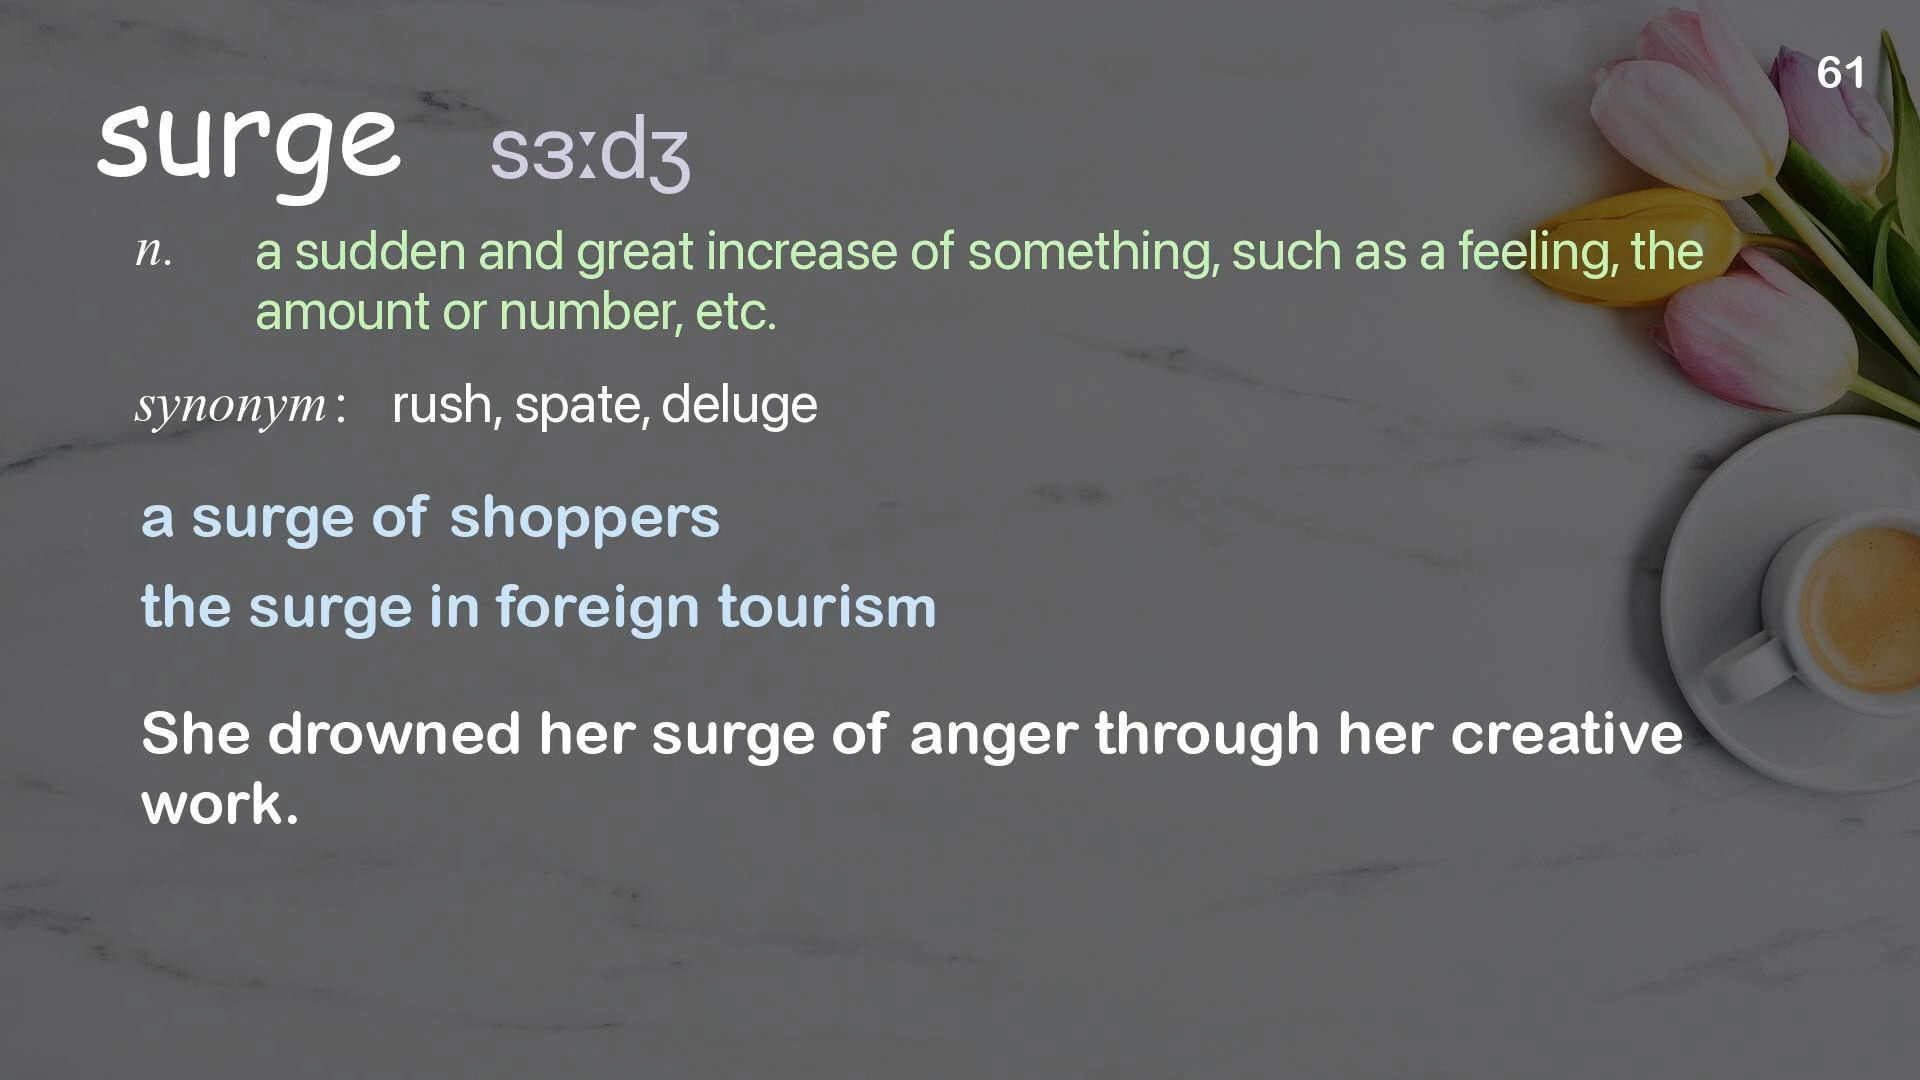 61
surge sɜːdʒ
n. a sudden and great increase of something, such as a feeling, the
amount or number, etc.
synonym: rush, spate, deluge
a surge of shoppers
the surge in foreign tourism
She drowned her surge of anger through her creative
work.